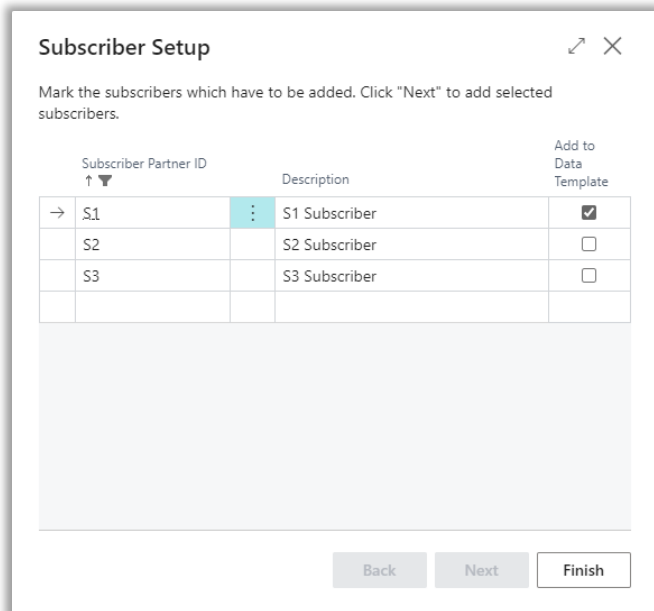 Subscriber Setup
Mark the subscribers which have to be added. Click "Next" to add selected
subscribers.
Subscriber Partner ID
↑
Description
Add to
Data
Template
→ S1 ⋮ S1 Subscriber
S2 S2 Subscriber
S3 S3 Subscriber
Back Next Finish